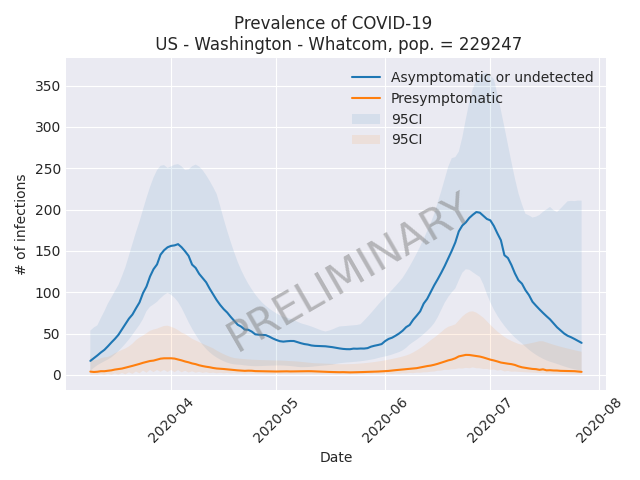 Prevalence of COVID-19
US - Washington - Whatcom, pop. = 229247
Asymptomatic or undetected
Presymptomatic
95CI
95CI
PRELIMINARY
# of infections
350
300
250
200
150
100
50
0
2020-04
2020-05
2020-06
2020-07
2020-08
Date